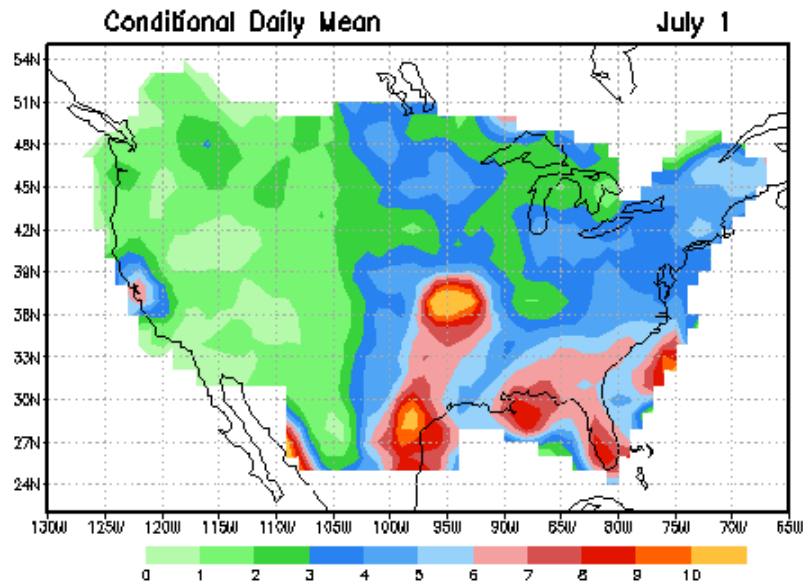 Conditional Daily Mean July 1
54N
51N
48N
45N
42N
39N
36N
33N
30N
27N
24N
130W 125W 120W 115W 110W 105W 100W 95W 90W 85W 80W 75W 70W 65W
0 1 2 3 4 5 6 7 8 9 10